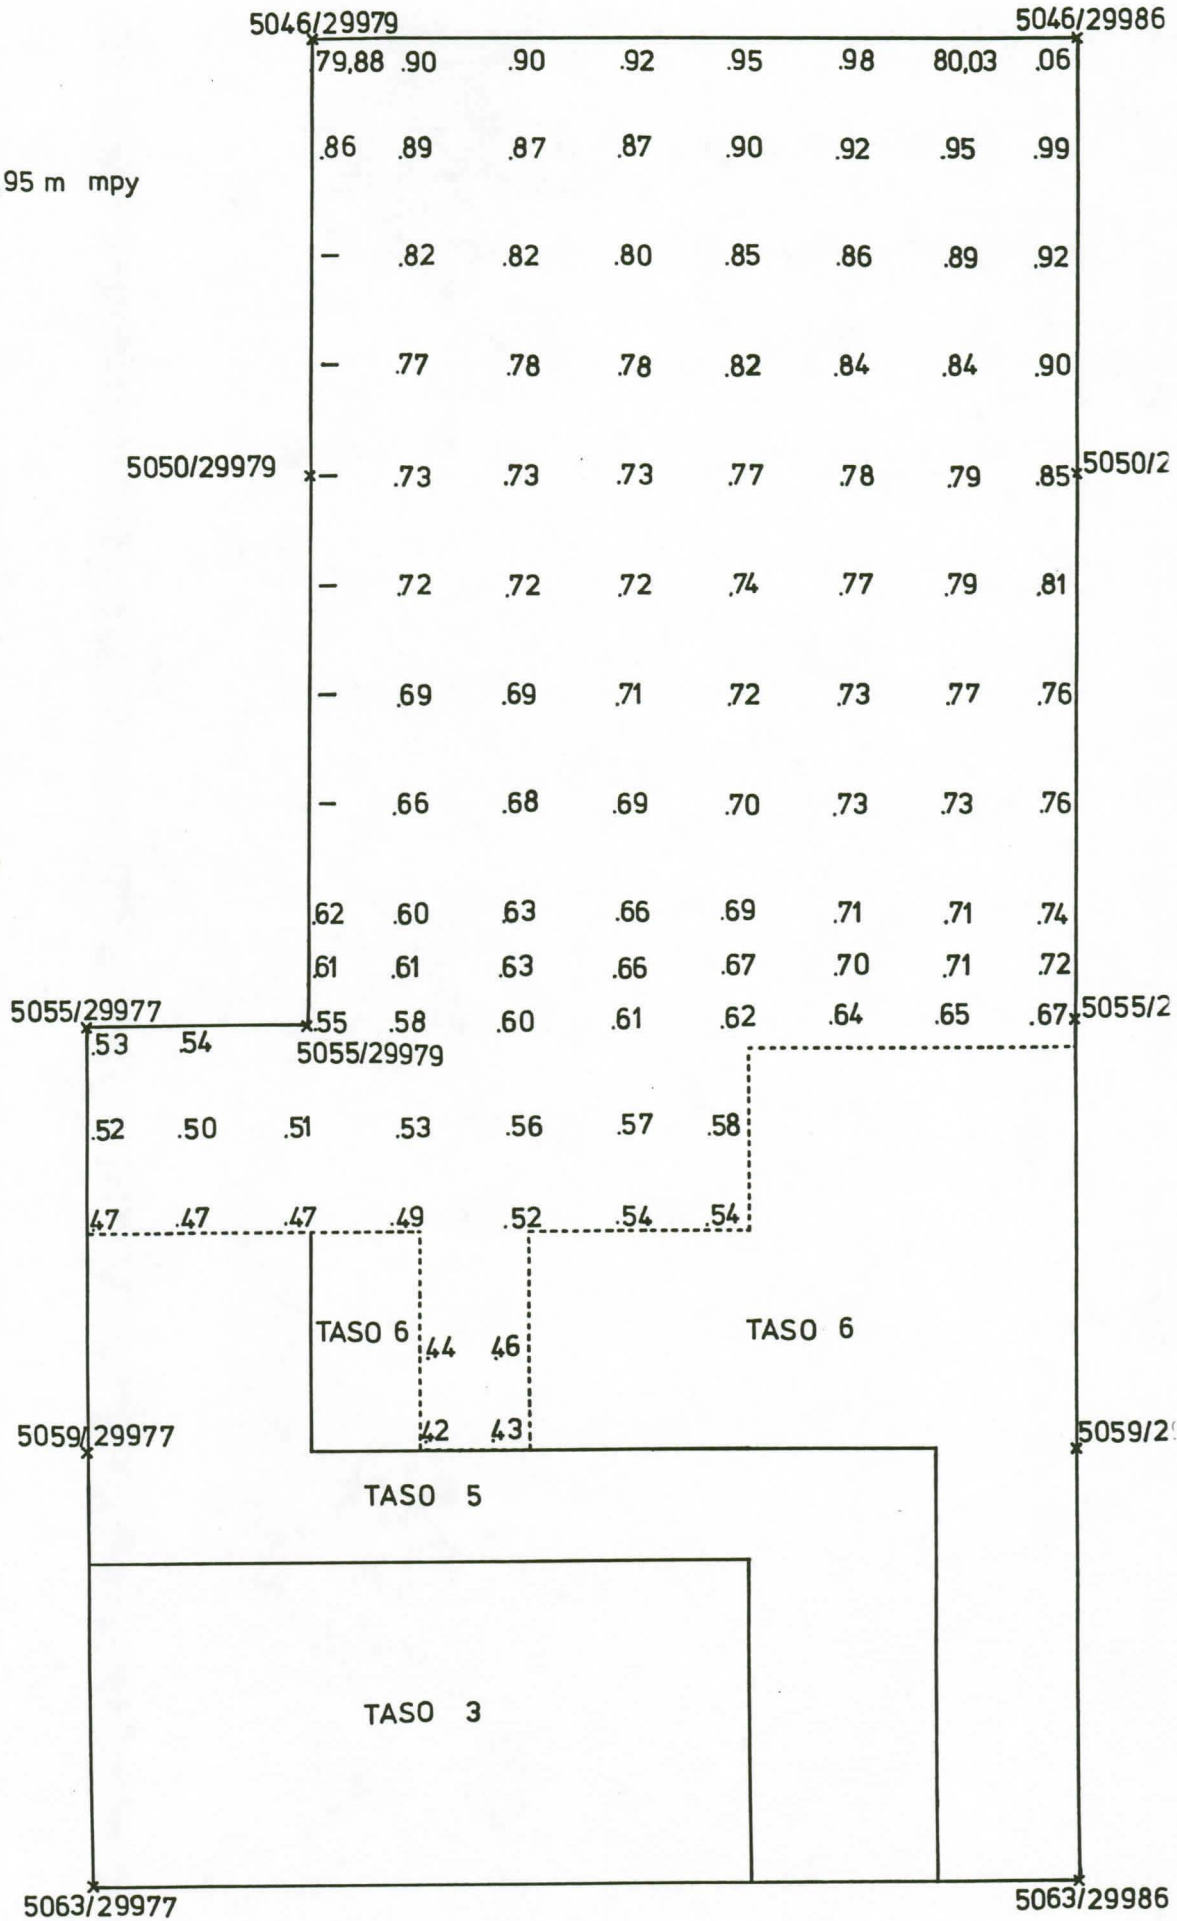 5046/29979 5046/29986
79,88 .90 .90 .92 .95 .98 80,03 .06
.86 .89 .87 .87 .90 .92 .95 .99
95 m mpy
– .82 .82 .80 .85 .86 .89 .92
– .77 .78 .78 .82 .84 .84 .90
5050/29979 – .73 .73 .73 .77 .78 .79 .85 5050/2
– .72 .72 .72 .74 .77 .79 .81
– .69 .69 .71 .72 .73 .77 .76
– .66 .68 .69 .70 .73 .73 .76
.62 .60 .63 .66 .69 .71 .71 .74
.61 .61 .63 .66 .67 .70 .71 .72
5055/29977 .55 .58 .60 .61 .62 .64 .65 .67 5055/2
.53 .54 5055/29979
.52 .50 .51 .53 .56 .57 .58
.47 .47 .47 .49 .52 .54 .54
TASO 6 .44 .46 TASO 6
5059/29977 .42 .43 5059/29
TASO 5
TASO 3
5063/29977 5063/29986